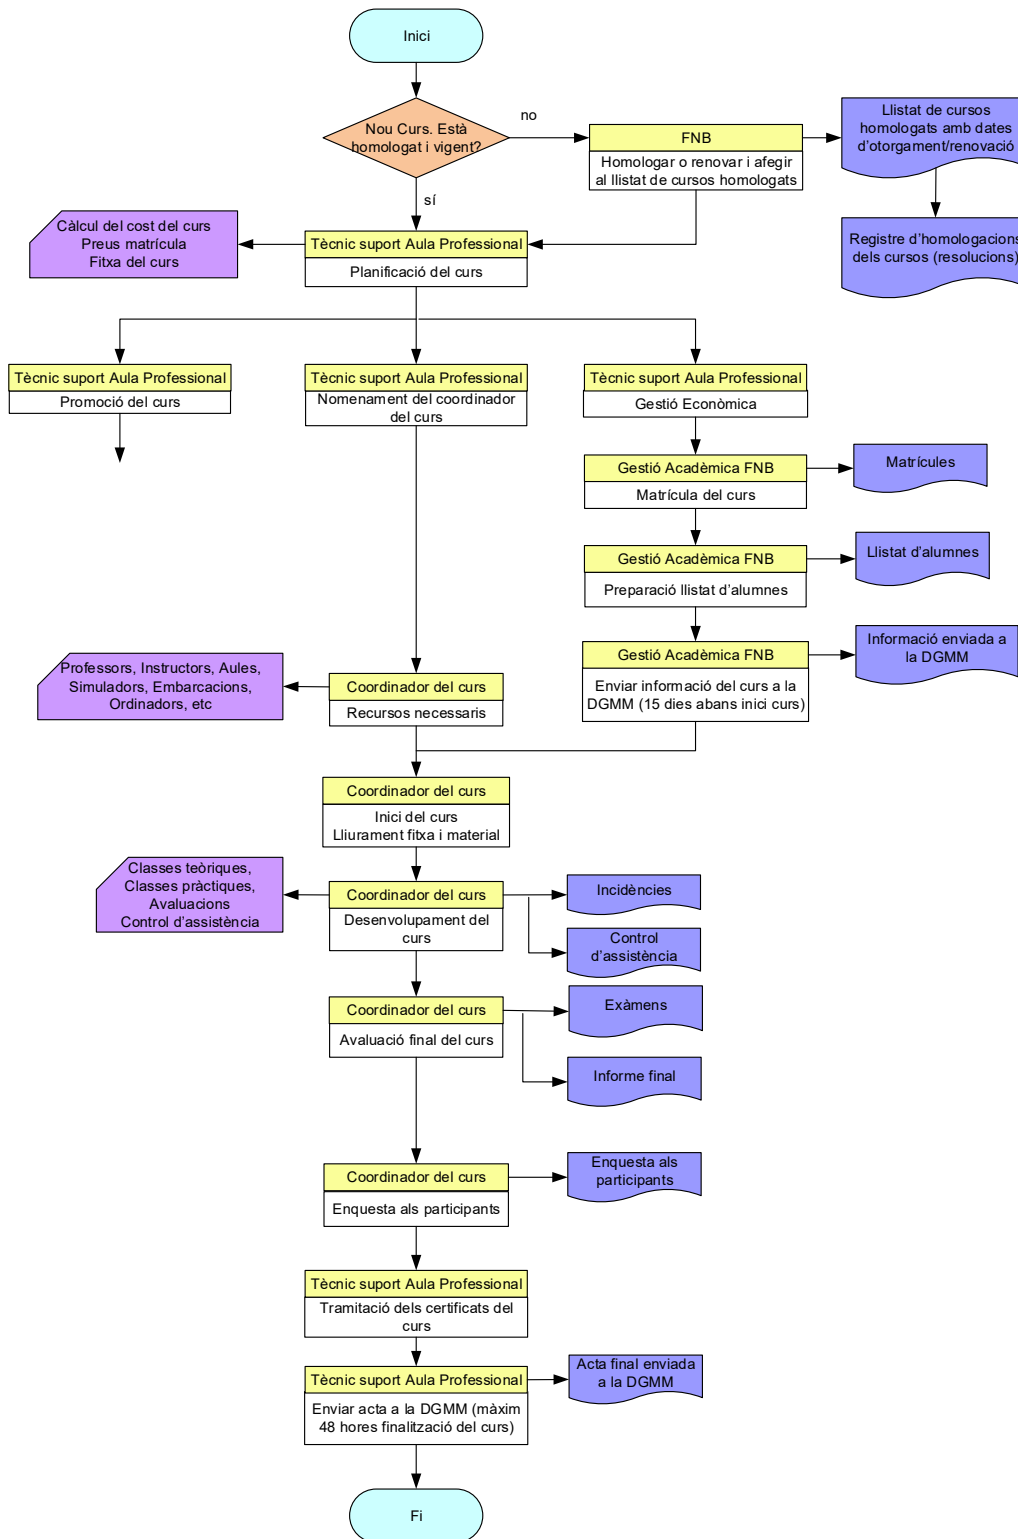 Inici
Nou Curs. Està
homologat i vigent?
no
sí
FNB
Homologar o renovar i afegir
al llistat de cursos homologats
Llistat de cursos
homologats amb dates
d'otorgament/renovació
Registre d'homologacions
dels cursos (resolucions)
Càlcul del cost del curs
Preus matrícula
Fitxa del curs
Tècnic suport Aula Professional
Planificació del curs
Tècnic suport Aula Professional
Promoció del curs
Tècnic suport Aula Professional
Nomenament del coordinador
del curs
Tècnic suport Aula Professional
Gestió Econòmica
Gestió Acadèmica FNB
Matrícula del curs
Matrícules
Gestió Acadèmica FNB
Preparació llistat d'alumnes
Llistat d'alumnes
Gestió Acadèmica FNB
Enviar informació del curs a la
DGMM (15 dies abans inici curs)
Informació enviada a
la DGMM
Professors, Instructors, Aules,
Simuladors, Embarcacions,
Ordinadors, etc
Coordinador del curs
Recursos necessaris
Coordinador del curs
Inici del curs
Lliurament fitxa i material
Classes teòriques,
Classes pràctiques,
Avaluacions
Control d'assistència
Coordinador del curs
Desenvolupament del
curs
Incidències
Control
d'assistència
Coordinador del curs
Avaluació final del curs
Exàmens
Informe final
Coordinador del curs
Enquesta als participants
Enquesta als
participants
Tècnic suport Aula Professional
Tramitació dels certificats del
curs
Tècnic suport Aula Professional
Enviar acta a la DGMM (màxim
48 hores finalització del curs)
Acta final enviada
a la DGMM
Fi